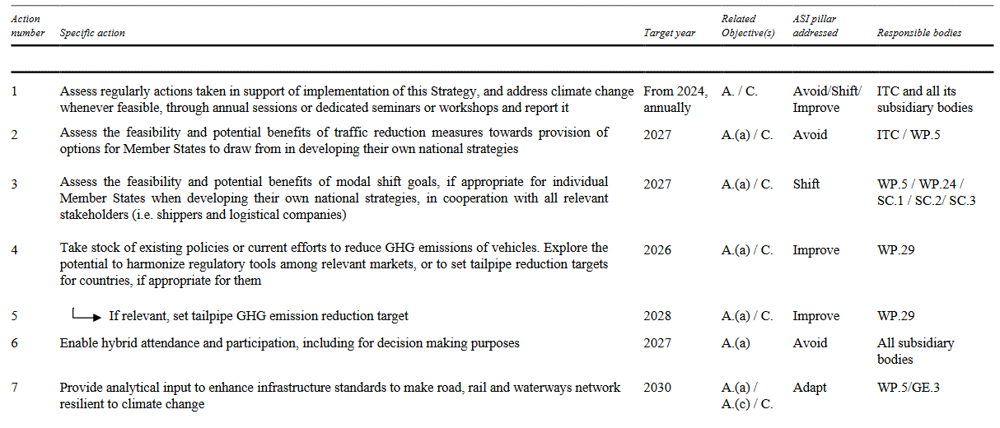 Action number Specific action Target year Related Objective(s) ASI pillar addressed Responsible bodies
1 Assess regularly actions taken in support of implementation of this Strategy, and address climate change From 2024, A. / C. Avoid/Shift/ ITC and all its
whenever feasible, through annual sessions or dedicated seminars or workshops and report it annually Improve subsidiary bodies
2 Assess the feasibility and potential benefits of traffic reduction measures towards provision of 2027 A.(a) / C. Avoid ITC / WP.5
options for Member States to draw from in developing their own national strategies
3 Assess the feasibility and potential benefits of modal shift goals, if appropriate for individual 2027 A.(a) / C. Shift WP.5 / WP.24 /
Member States when developing their own national strategies, in cooperation with all relevant SC.1 / SC.2/ SC.3
stakeholders (i.e. shippers and logistical companies)
4 Take stock of existing policies or current efforts to reduce GHG emissions of vehicles. Explore the 2026 A.(a) / C. Improve WP.29
potential to harmonize regulatory tools among relevant markets, or to set tailpipe reduction targets
for countries, if appropriate for them
5 If relevant, set tailpipe GHG emission reduction target 2028 A.(a) / C. Improve WP.29
6 Enable hybrid attendance and participation, including for decision making purposes 2027 A.(a) Avoid All subsidiary
bodies
7 Provide analytical input to enhance infrastructure standards to make road, rail and waterways network 2030 A.(a) / Adapt WP.5/GE.3
resilient to climate change A.(c) / C.